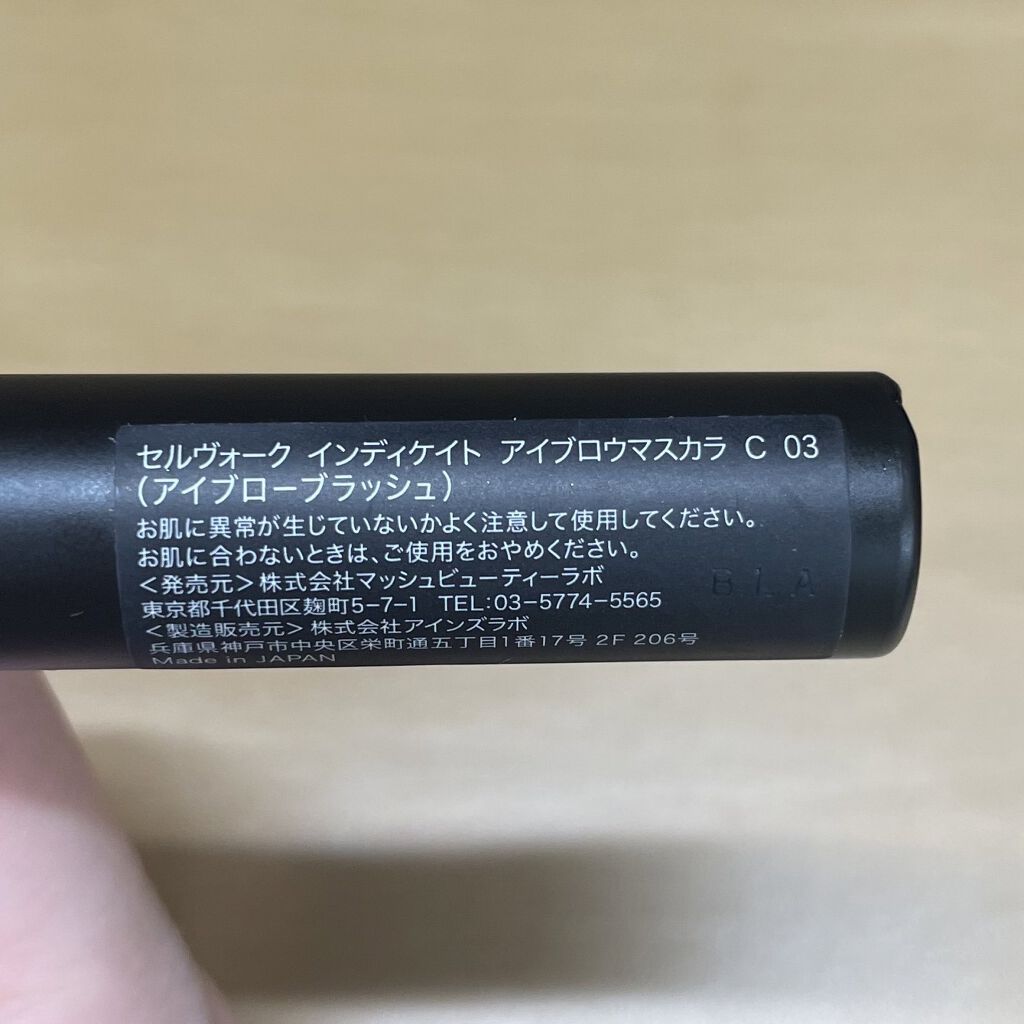 セルヴォーク インディケイト アイブロウマスカラ C 03
(アイブローブラッシュ)
お肌に異常が生じていないかよく注意して使用してください。
お肌に合わないときは、ご使用をおやめください。
<発売元>株式会社マッシュビューティーラボ
東京都千代田区麹町5-7-1 TEL:03-5774-5565
<製造販売元>株式会社アインズラボ
兵庫県神戸市中央区栄町通五丁目1番17号 2F 206号
Made in JAPAN